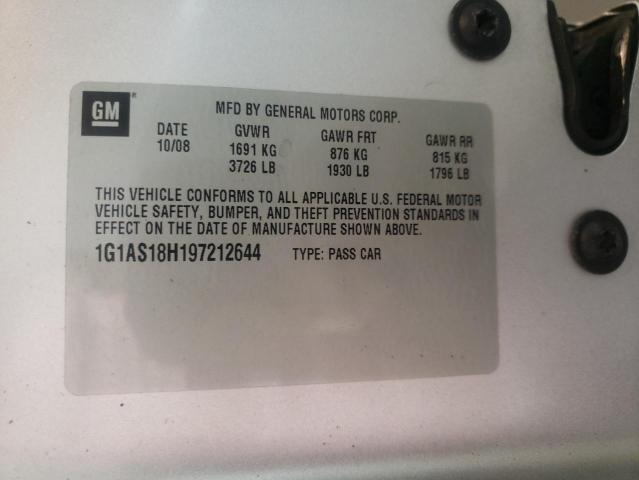 GM ®
MFD BY GENERAL MOTORS CORP.
DATE GVWR GAWR FRT GAWR RR
10/08 1691 KG 876 KG 815 KG
3726 LB 1930 LB 1796 LB
THIS VEHICLE CONFORMS TO ALL APPLICABLE U.S. FEDERAL MOTOR
VEHICLE SAFETY, BUMPER, AND THEFT PREVENTION STANDARDS IN
EFFECT ON THE DATE OF MANUFACTURE SHOWN ABOVE.
1G1AS18H197212644 TYPE: PASS CAR